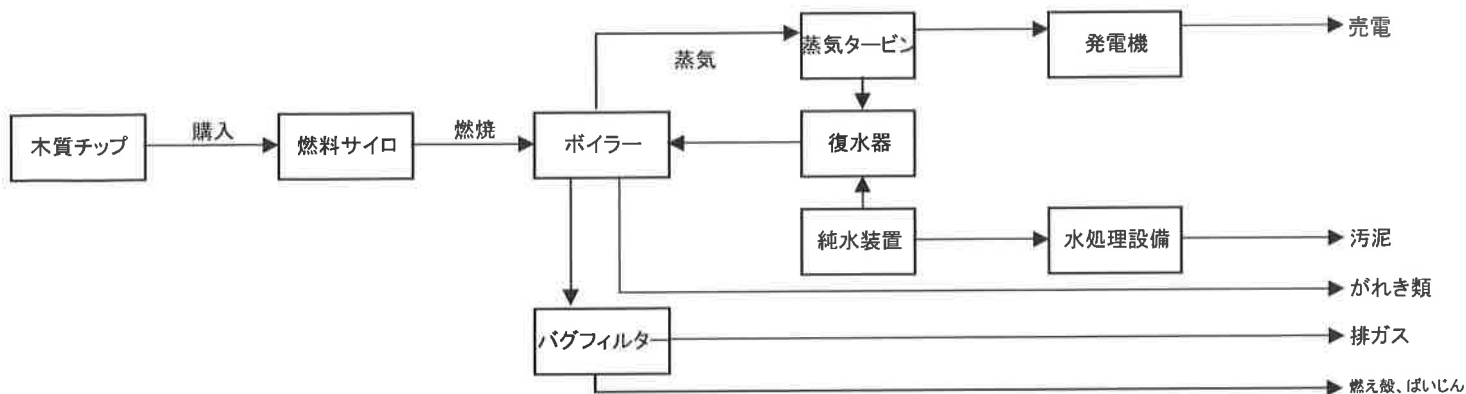 売電
蒸気タービン
発電機
蒸気
木質チップ
購入
燃料サイロ
燃焼
ボイラー
復水器
純水装置
水処理設備
汚泥
がれき類
バグフィルター
排ガス
燃え殻、ばいじん